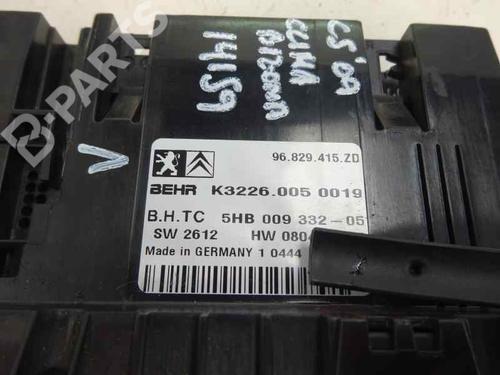 C5'09
CLIMA
BIZONA
14159
V
96.829.415.ZD
BEHR K3226.005 0019
B.H.TC 5HB 009 332-05
SW 2612 HW 080
Made in GERMANY 1 0444
PARTS